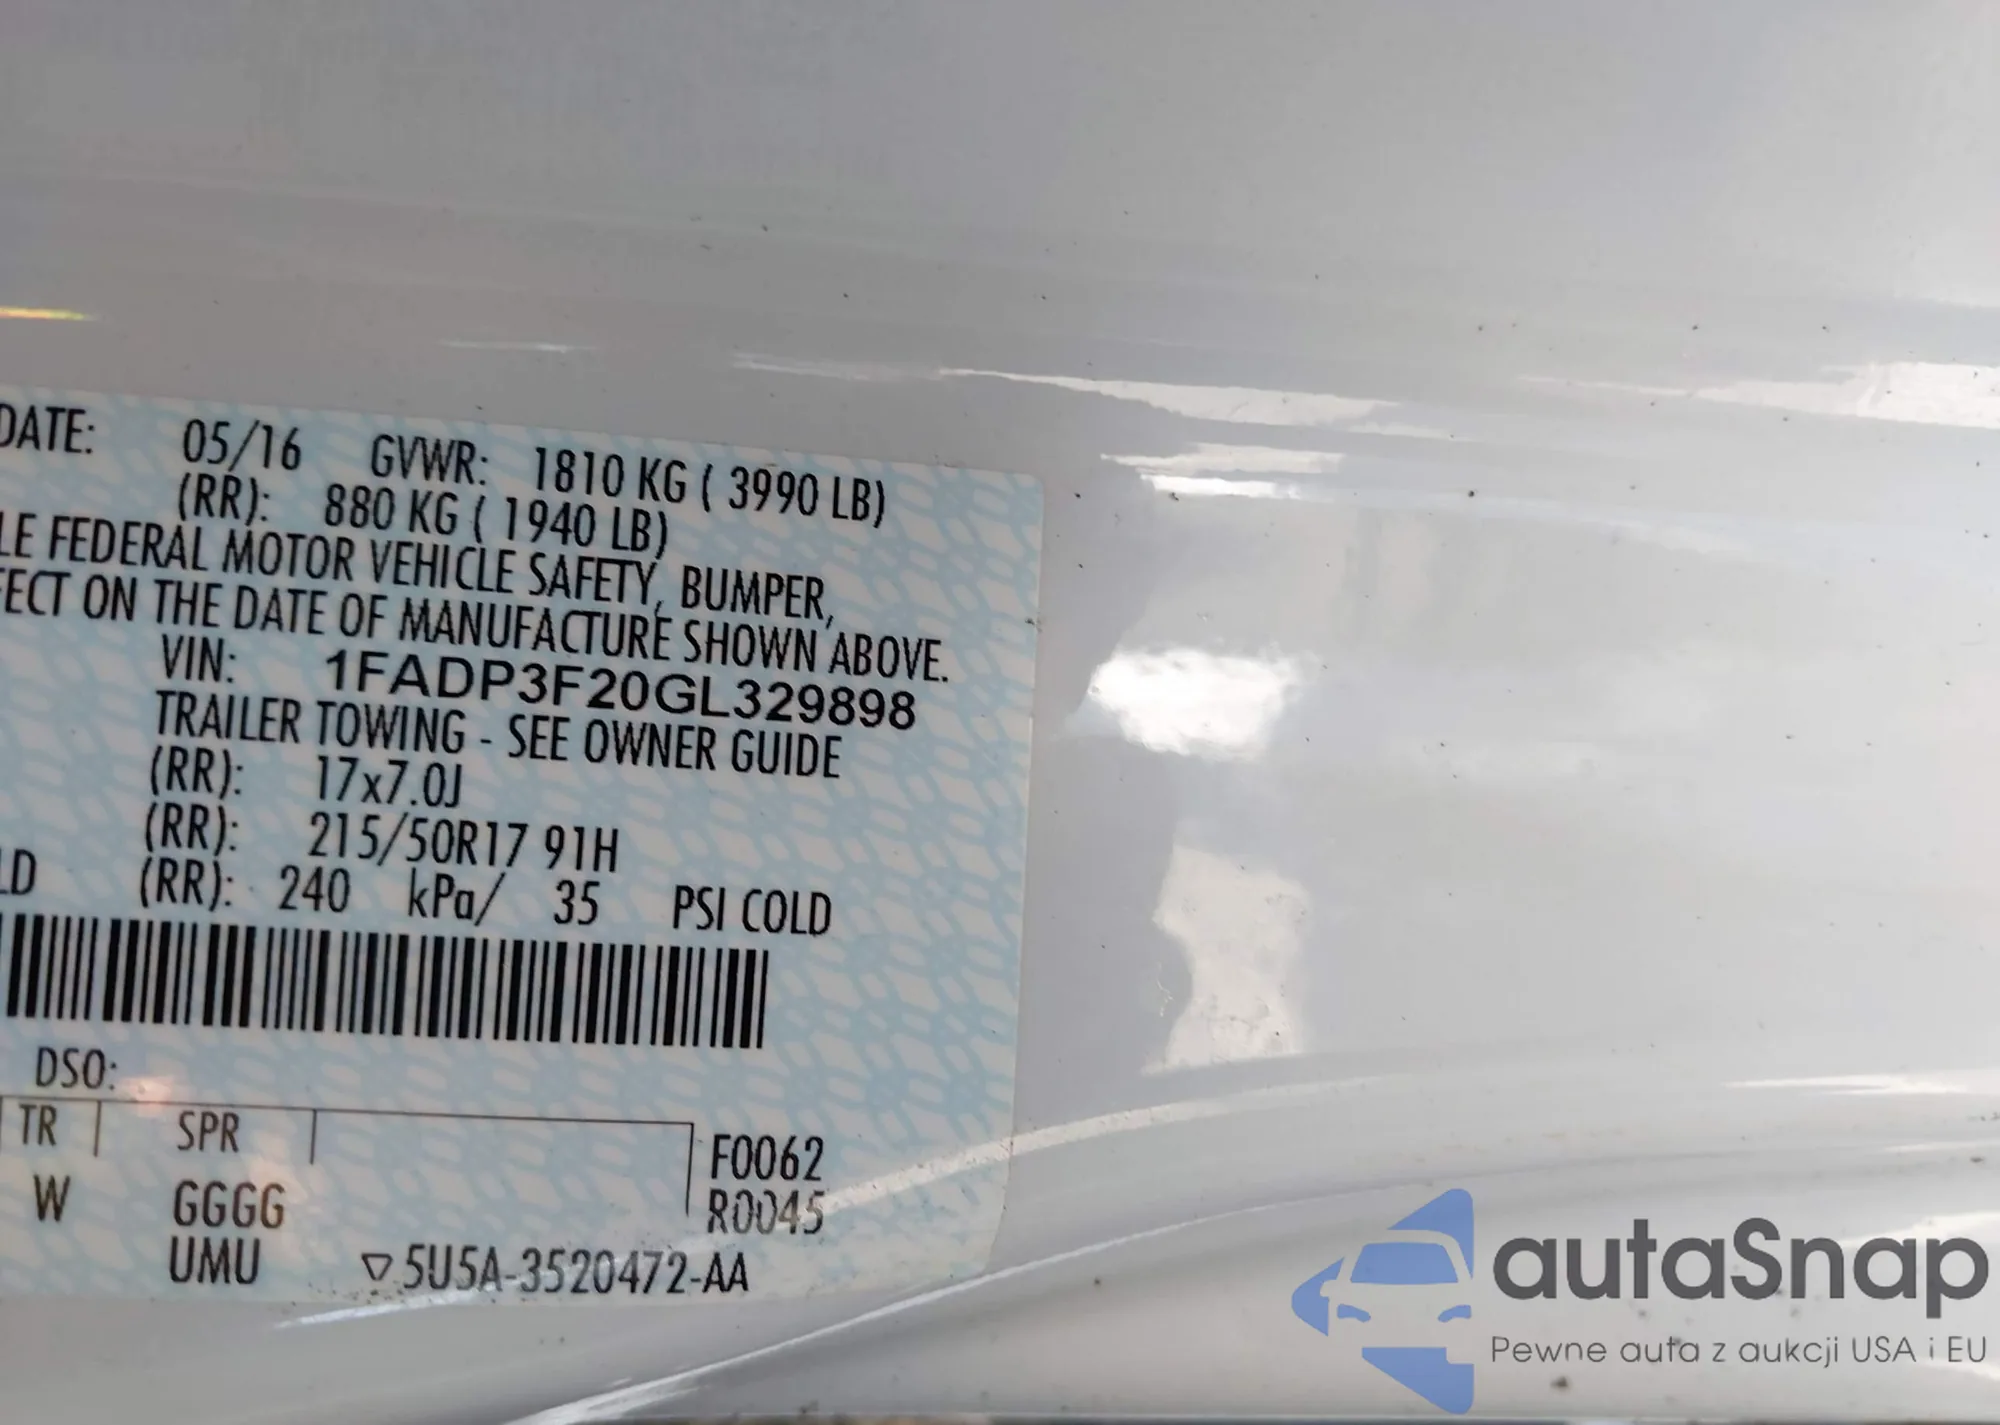 DATE: 05/16 GVWR: 1810 KG ( 3990 LB)
(RR): 880 KG ( 1940 LB)
LE FEDERAL MOTOR VEHICLE SAFETY, BUMPER,
FECT ON THE DATE OF MANUFACTURE SHOWN ABOVE.
VIN: 1FADP3F20GL329898
TRAILER TOWING - SEE OWNER GUIDE
(RR): 17x7.0J
(RR): 215/50R17 91H
LD (RR): 240 kPa/ 35 PSI COLD
DSO:
TR SPR
F0062
W GGGG R0045
UMU ▽5U5A-3520472-AA
autaSnap
Pewne auta z aukcji USA i EU